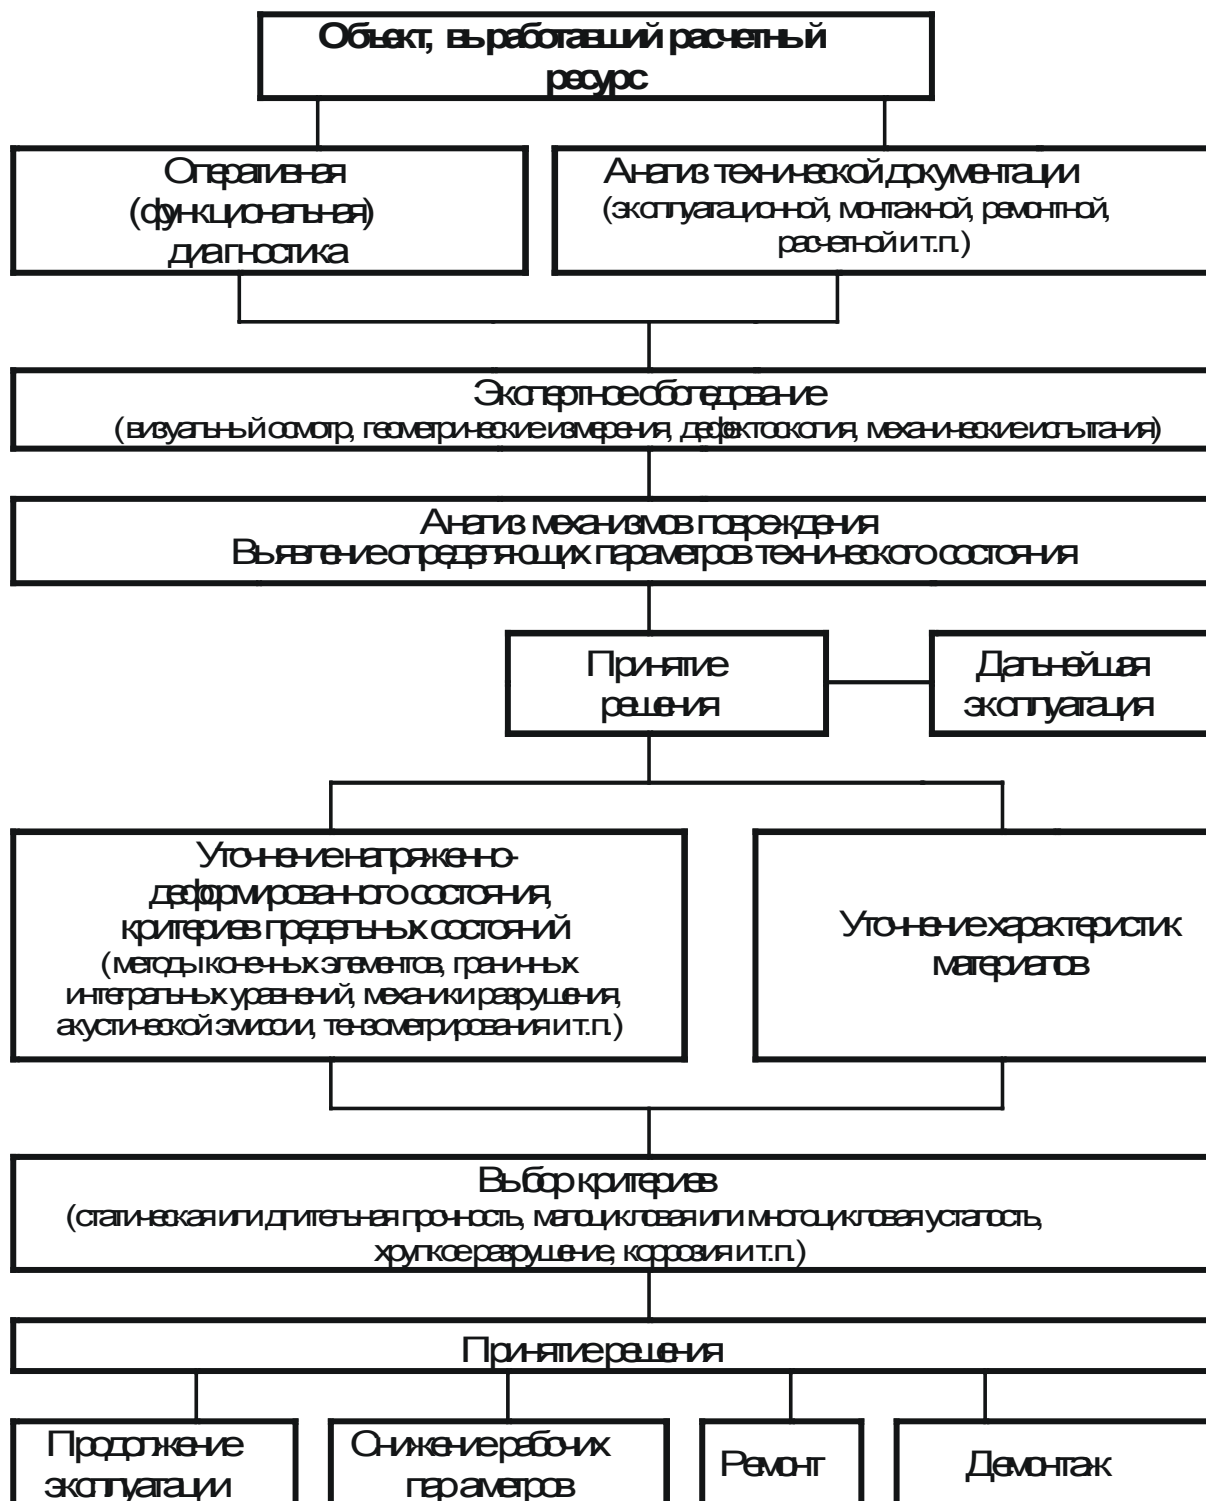 Объект, выработавший расчетный
ресурс
Оперативная
(функциональная)
диагностика
Анализ технической документации
(эксплуатационной, монтажной, ремонтной,
расчетной и т.п.)
Экспертное обследование
(визуальный осмотр, геометрические измерения, дефектоскопия, механические испытания)
Анализ механизмов повреждения
Выявление определяющих параметров технического состояния
Принятие
решения
Дальнейшая
эксплуатация
Уточнение напряженно-
деформированного состояния,
критериев предельных состояний
(методы конечных элементов, граничных
интегральных уравнений, механики разрушения,
акустической эмиссии, тензометрирования и т.п.)
Уточнение характеристик
материалов
Выбор критериев
(статическая или длительная прочность, малоцикловая или многоцикловая усталость,
хрупкое разрушение, коррозия и т.п.)
Принятие решения
Продолжение
эксплуатации
Снижение рабочих
параметров
Ремонт
Демонтаж